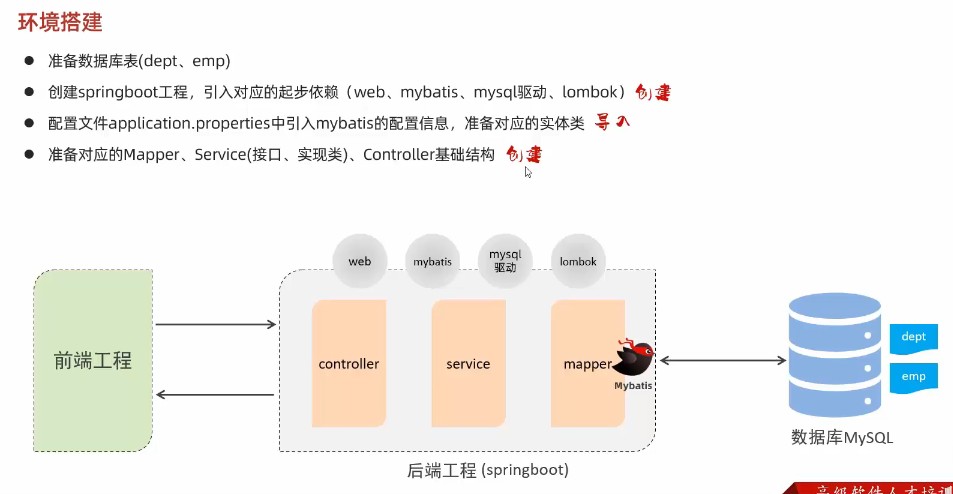 环境搭建
准备数据库表(dept、emp)
创建springboot工程，引入对应的起步依赖（web、mybatis、mysql驱动、lombok）创建
配置文件application.properties中引入mybatis的配置信息，准备对应的实体类 导入
准备对应的Mapper、Service(接口、实现类)、Controller基础结构 创建
web
mybatis
mysql
驱动
lombok
前端工程
controller
service
mapper
Mybatis
dept
emp
数据库MySQL
后端工程 (springboot)
高级软件人才培训